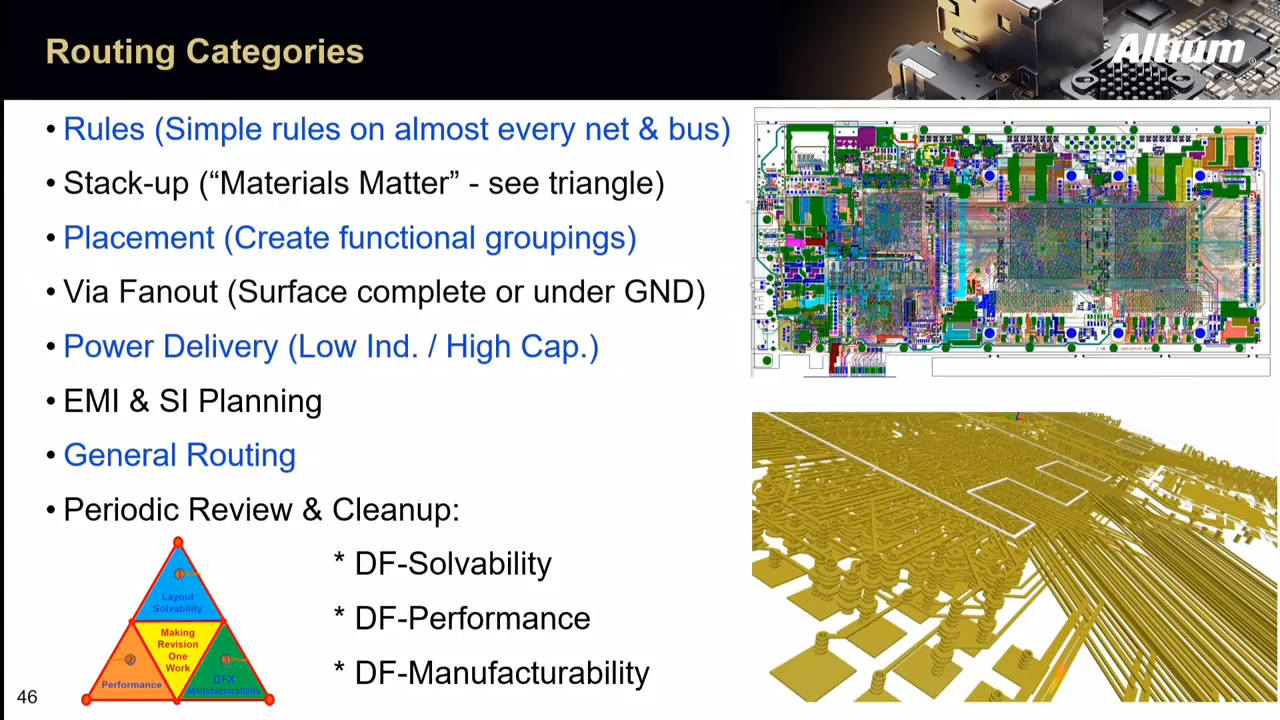 Routing Categories
Altium
• Rules (Simple rules on almost every net & bus)
• Stack-up (“Materials Matter” - see triangle)
• Placement (Create functional groupings)
• Via Fanout (Surface complete or under GND)
• Power Delivery (Low Ind. / High Cap.)
• EMI & SI Planning
• General Routing
• Periodic Review & Cleanup:
* DF-Solvability
* DF-Performance
* DF-Manufacturability
1
Layout
Solvability
Making
Revision
One
Work
2
Performance
3
DFX
Manufacturability
46